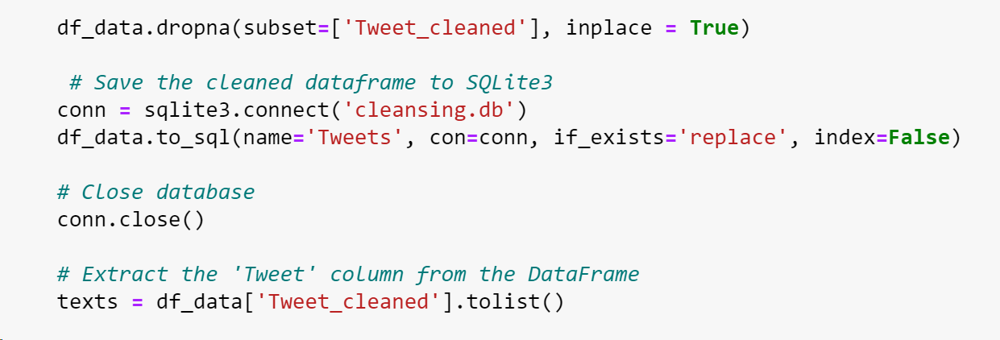 df_data.dropna(subset=['Tweet_cleaned'], inplace = True)
# Save the cleaned dataframe to SQLite3
conn = sqlite3.connect('cleansing.db')
df_data.to_sql(name='Tweets', con=conn, if_exists='replace', index=False)
# Close database
conn.close()
# Extract the 'Tweet' column from the DataFrame
texts = df_data['Tweet_cleaned'].tolist()